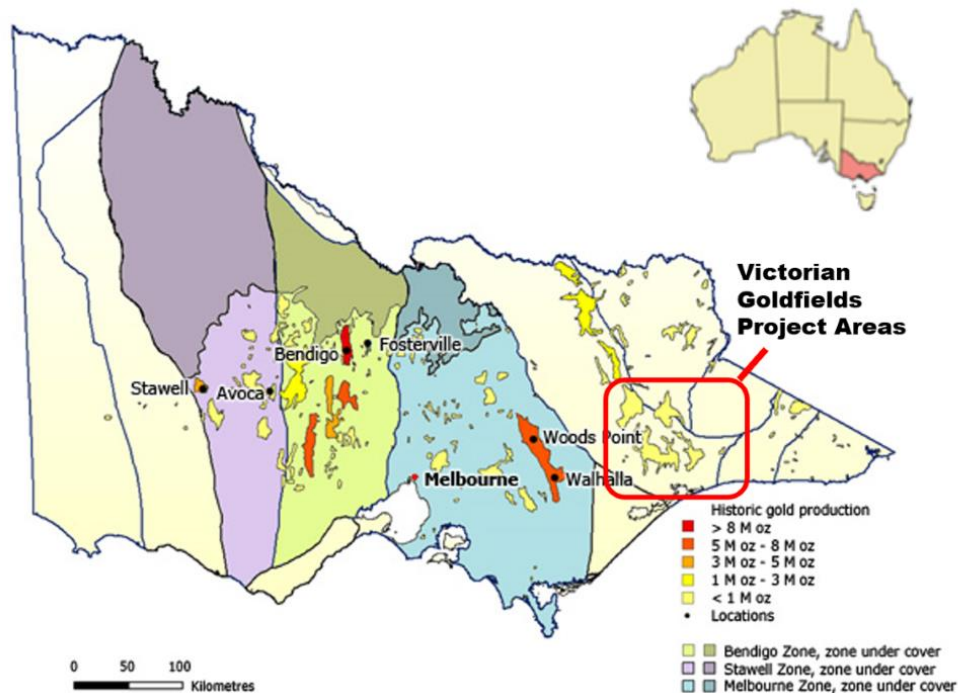 Victorian
Goldfields
Project Areas
Fosterville
Bendigo
Stawell
Avoca
Woods Point
Melbourne
Walhalla
Historic gold production
> 8 M oz
5 M oz - 8 M oz
3 M oz - 5 M oz
1 M oz - 3 M oz
< 1 M oz
Locations
Bendigo Zone, zone under cover
Stawell Zone, zone under cover
Melbourne Zone, zone under cover
0 50 100
Kilometres